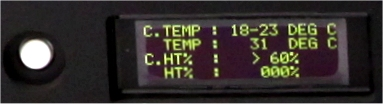 C.TEMP : 18-23 DEG C
TEMP : 31 DEG C
C.HT% : > 60%
HT% : 000%